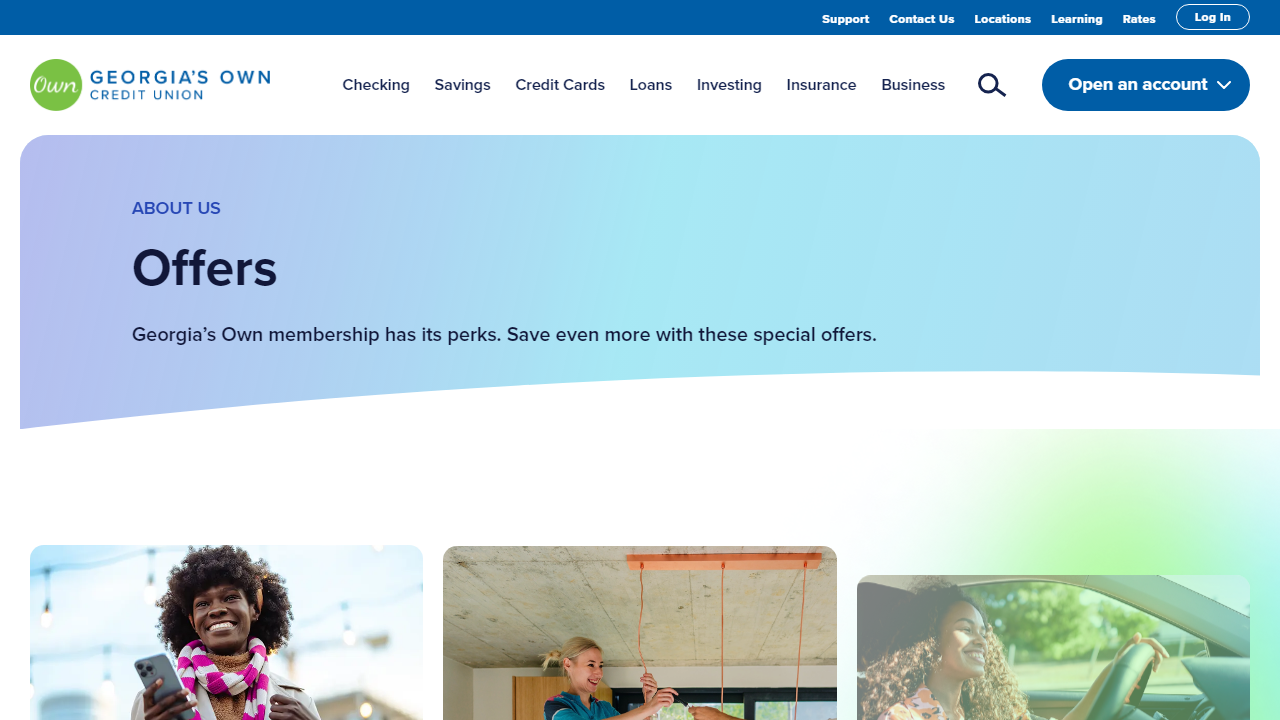 Support Contact Us Locations Learning Rates Log In
Own GEORGIA'S OWN
CREDIT UNION
Checking Savings Credit Cards Loans Investing Insurance Business Open an account
ABOUT US
Offers
Georgia’s Own membership has its perks. Save even more with these special offers.